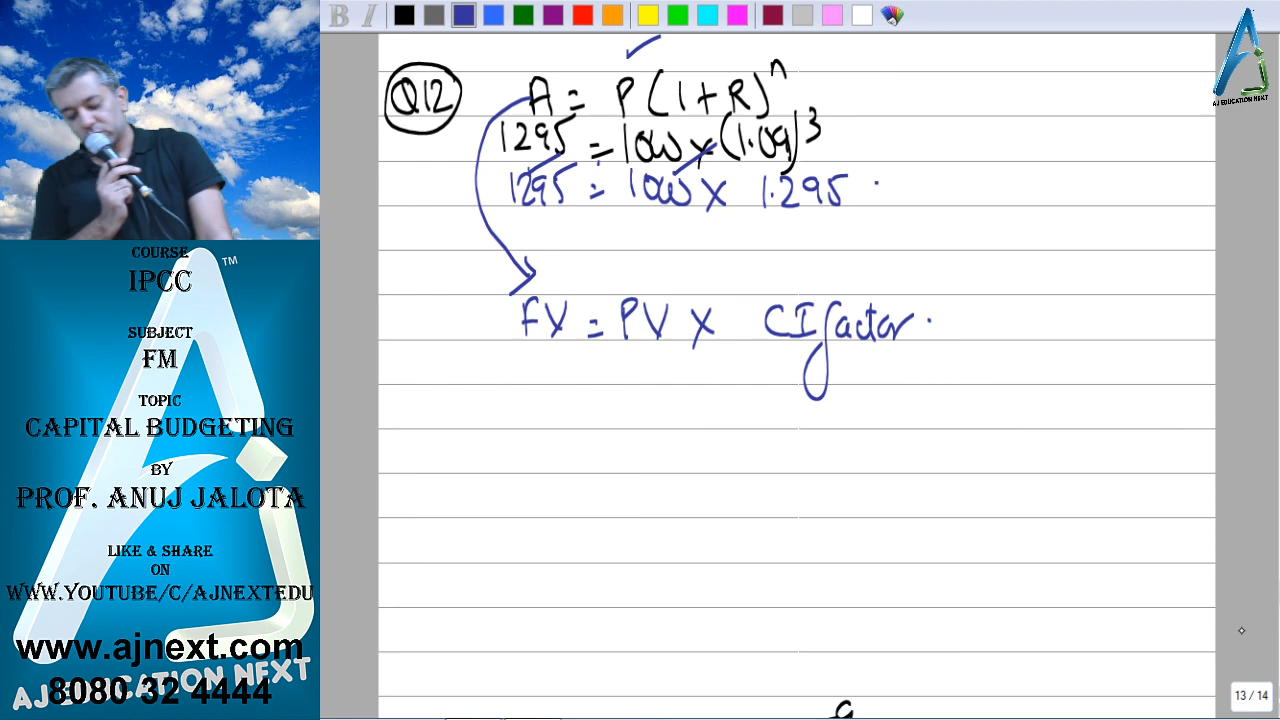 B I
COURSE
IPCC
SUBJECT
FM
TOPIC
CAPITAL BUDGETING
BY
PROF. ANUJ JALOTA
LIKE & SHARE
ON
WWW.YOUTUBE/C/AJNEXTEDU
www.ajnext.com
AJ EDUCATION NEXT
8080 32 4444
TM
AJ EDUCATION NEXT
Q12 A = P(1+R)^n
1295 = 1000 x (1.09)^3
1295 = 1000 x 1.295
FV = PV x CI factor.
13 / 14